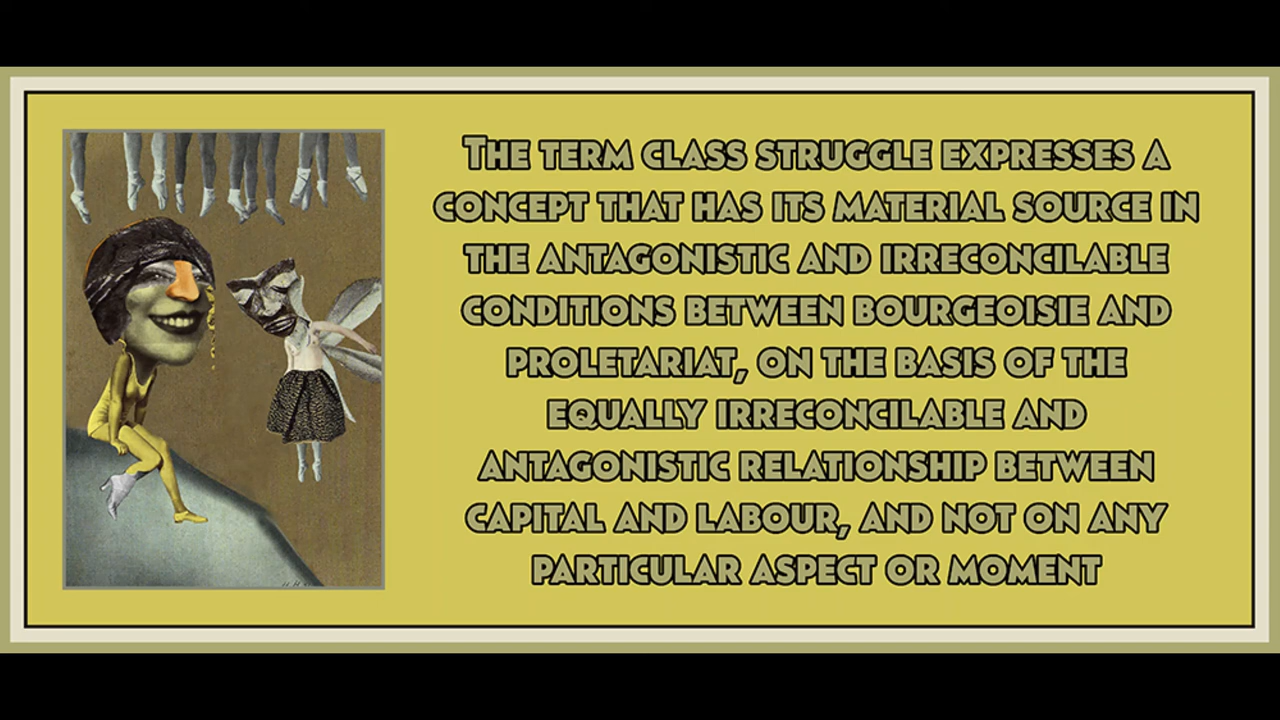 The term class struggle expresses a
concept that has its material source in
the antagonistic and irreconcilable
conditions between bourgeoisie and
proletariat, on the basis of the
equally irreconcilable and
antagonistic relationship between
capital and labour, and not on any
particular aspect or moment